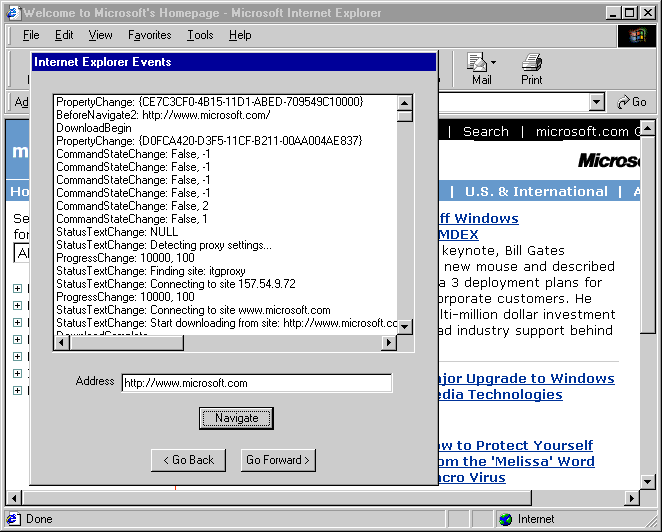 Welcome to Microsoft's Homepage - Microsoft Internet Explorer
File Edit View Favorites Tools Help
Internet Explorer Events
Mail Print
PropertyChange: {CE7C3CF0-4B15-11D1-ABED-709549C10000}
BeforeNavigate2: http://www.microsoft.com/
DownloadBegin
PropertyChange: {D0FCA420-D3F5-11CF-B211-00AA004AE837}
CommandStateChange: False, -1
CommandStateChange: False, -1
CommandStateChange: False, -1
CommandStateChange: False, -1
CommandStateChange: False, 2
CommandStateChange: False, 1
StatusTextChange: NULL
StatusTextChange: Detecting proxy settings...
ProgressChange: 10000, 100
StatusTextChange: Finding site: itgproxy
StatusTextChange: Connecting to site 157.54.9.72
ProgressChange: 10000, 100
StatusTextChange: Connecting to site www.microsoft.com
StatusTextChange: Start downloading from site: http://www.microsoft.co
DownloadComplete
Address http://www.microsoft.com
Navigate
< Go Back Go Forward >
Ad
Go
| Search | microsoft.com G
m
Micros
Ho
| U.S. & International | A
Se
for
Al
ff Windows
MDEX
keynote, Bill Gates
new mouse and described
a 3 deployment plans for
orporate customers. He
lti-million dollar investment
ad industry support behind
ajor Upgrade to Windows
edia Technologies
ow to Protect Yourself
om the 'Melissa' Word
acro Virus
Done
Internet